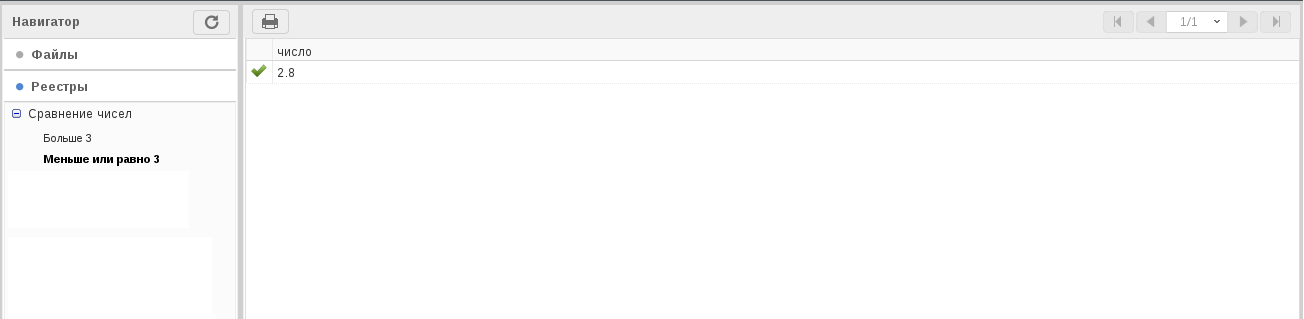 Навигатор
Файлы
Реестры
Сравнение чисел
Больше 3
Меньше или равно 3
1/1
число
2.8